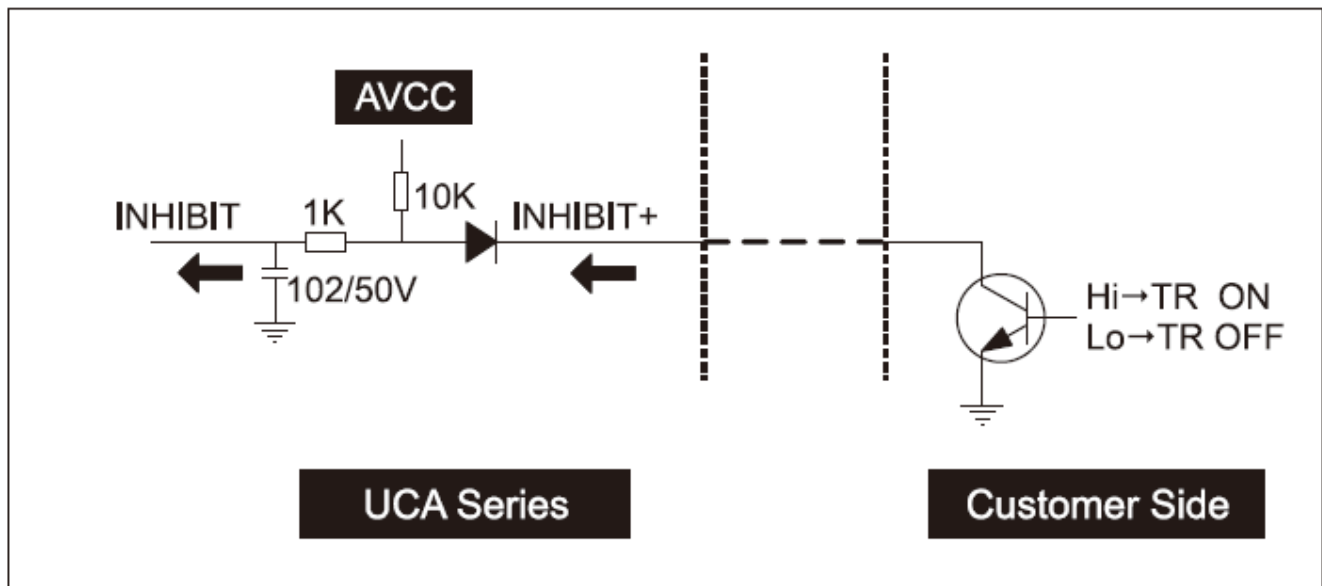 AVCC
INHIBIT
1K
10K
INHIBIT+
102/50V
Hi→TR ON
Lo→TR OFF
UCA Series
Customer Side